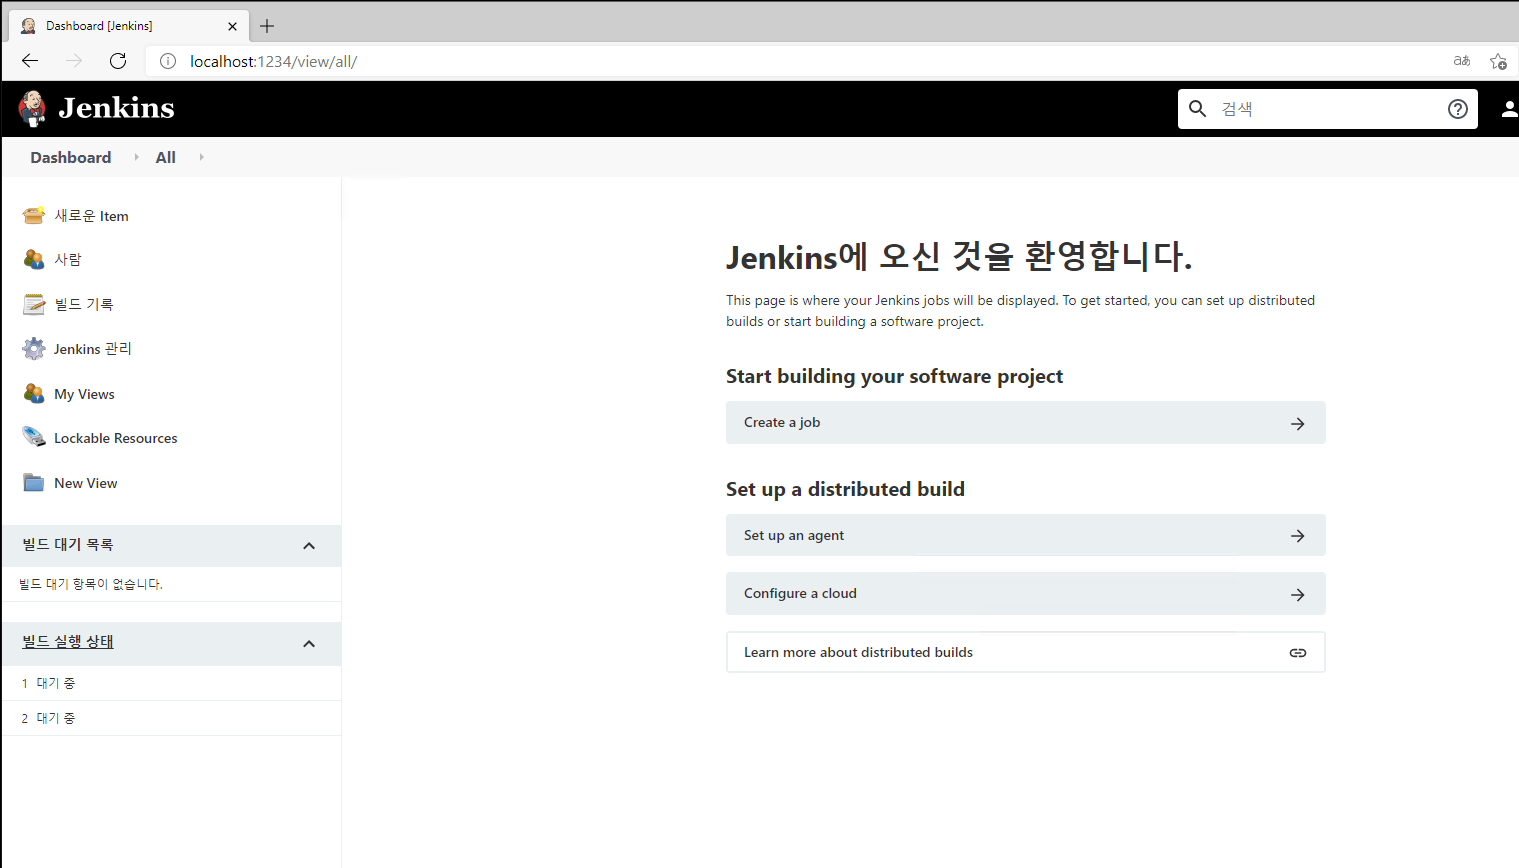 Dashboard [Jenkins]
localhost:1234/view/all/
aあ
Jenkins
검색
Dashboard
All
새로운 Item
사람
빌드 기록
Jenkins 관리
My Views
Lockable Resources
New View
빌드 대기 목록
빌드 대기 항목이 없습니다.
빌드 실행 상태
1 대기 중
2 대기 중
Jenkins에 오신 것을 환영합니다.
This page is where your Jenkins jobs will be displayed. To get started, you can set up distributed
builds or start building a software project.
Start building your software project
Create a job
Set up a distributed build
Set up an agent
Configure a cloud
Learn more about distributed builds